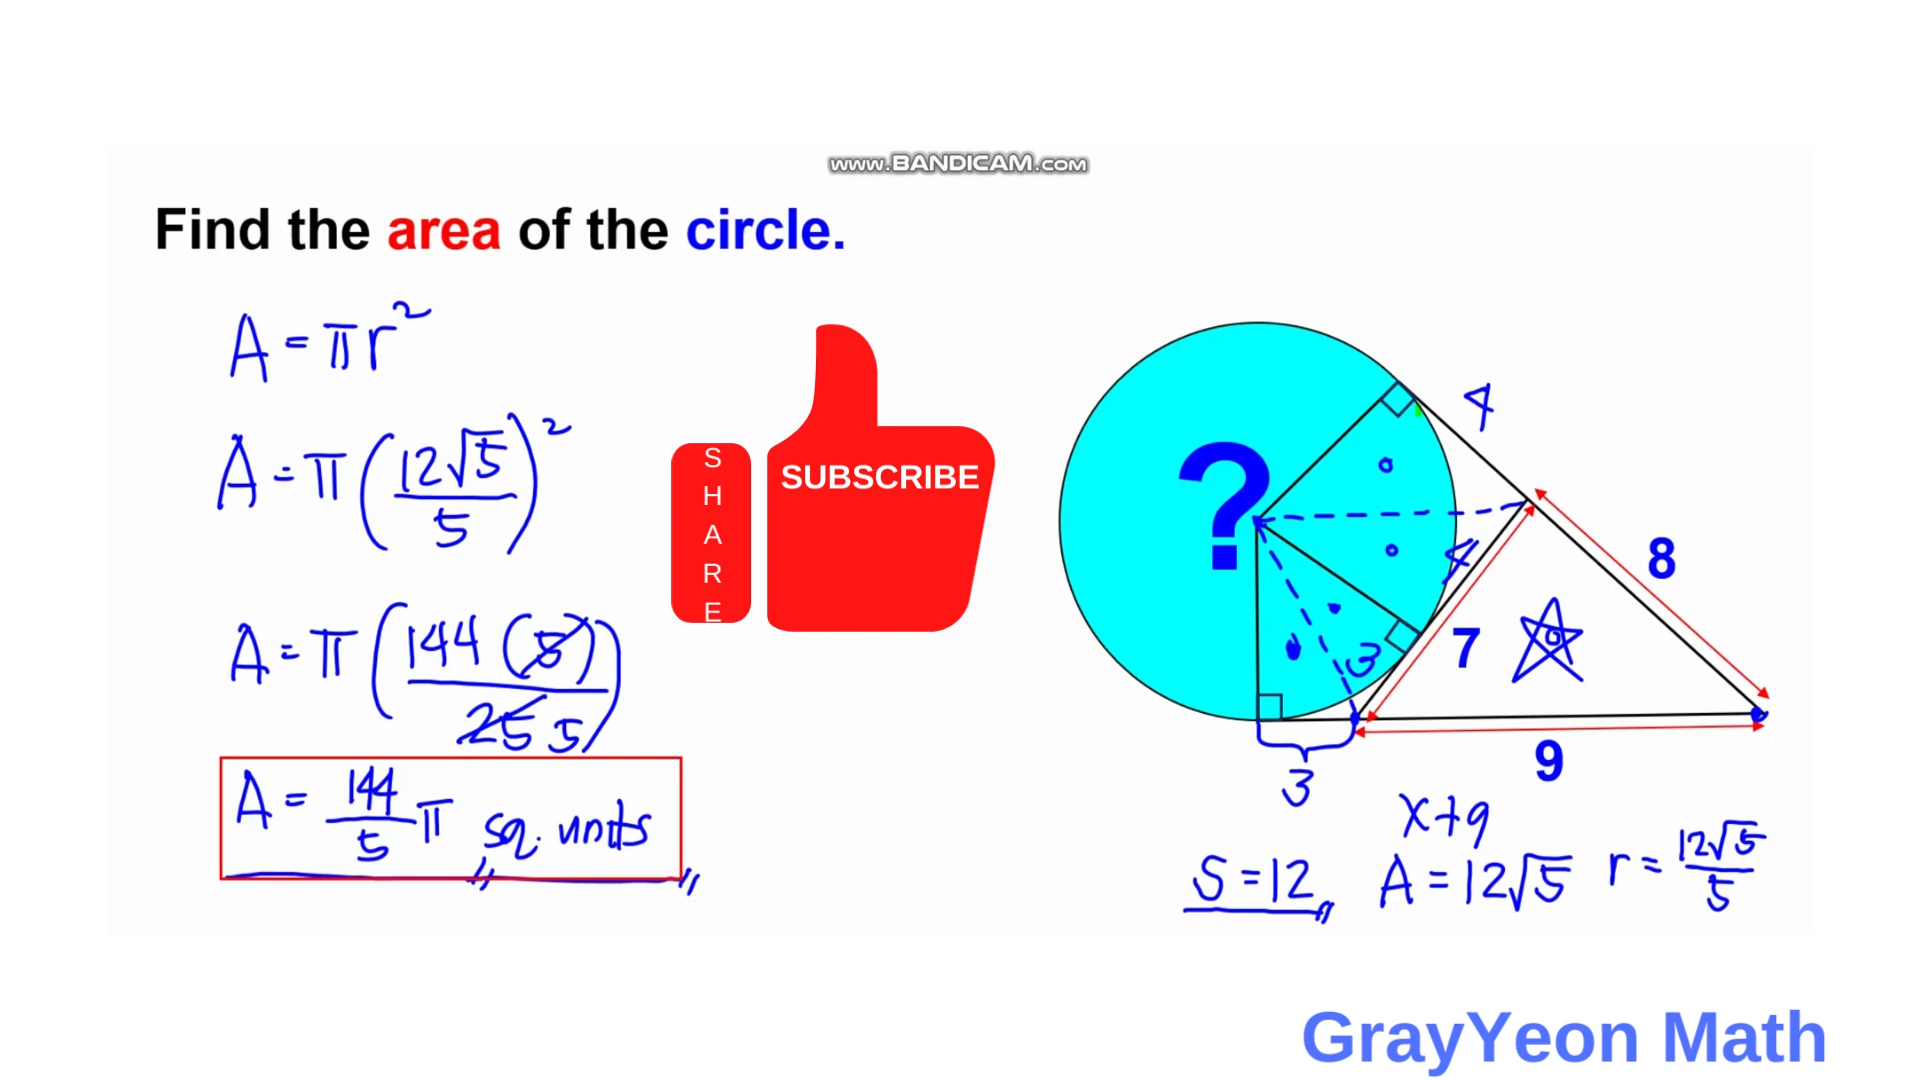 www.BANDICAM.com
Find the area of the circle.
A = πr²
A = π(12√5/5)²
A = π(144(5)/25 5)
A = 144/5 π sq. units
S
H
A
R
E
SUBSCRIBE
?
4
8
4
7
3
9
3
x+9
S = 12
A = 12√5
r = 12√5/5
GrayYeon Math